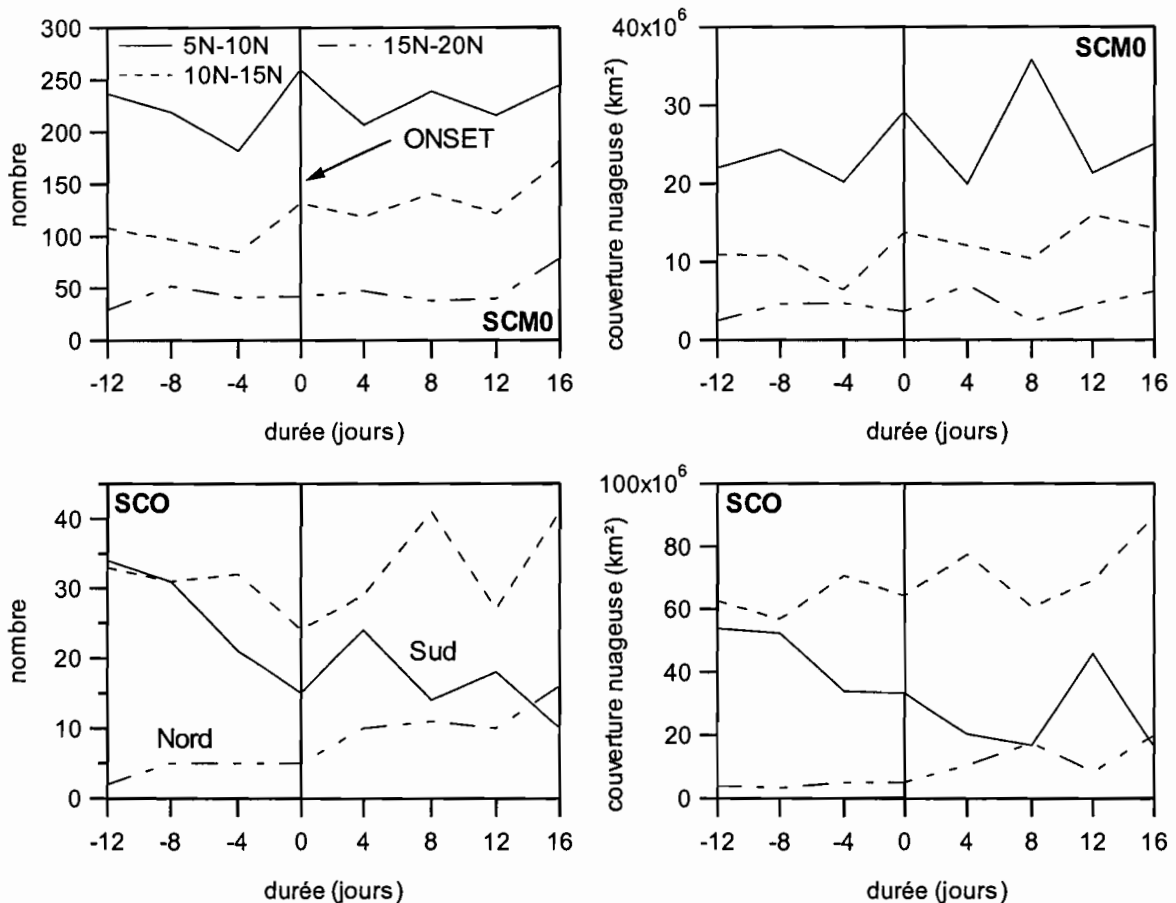 300
250
200
150
100
50
0
nombre
5N-10N
15N-20N
10N-15N
ONSET
SCM0
-12 -8 -4 0 4 8 12 16
durée (jours)
40x10⁶
30
20
10
0
couverture nuageuse (km²)
SCM0
-12 -8 -4 0 4 8 12 16
durée (jours)
40
30
20
10
0
nombre
SCO
Sud
Nord
-12 -8 -4 0 4 8 12 16
durée (jours)
100x10⁶
80
60
40
20
0
couverture nuageuse (km²)
SCO
-12 -8 -4 0 4 8 12 16
durée (jours)